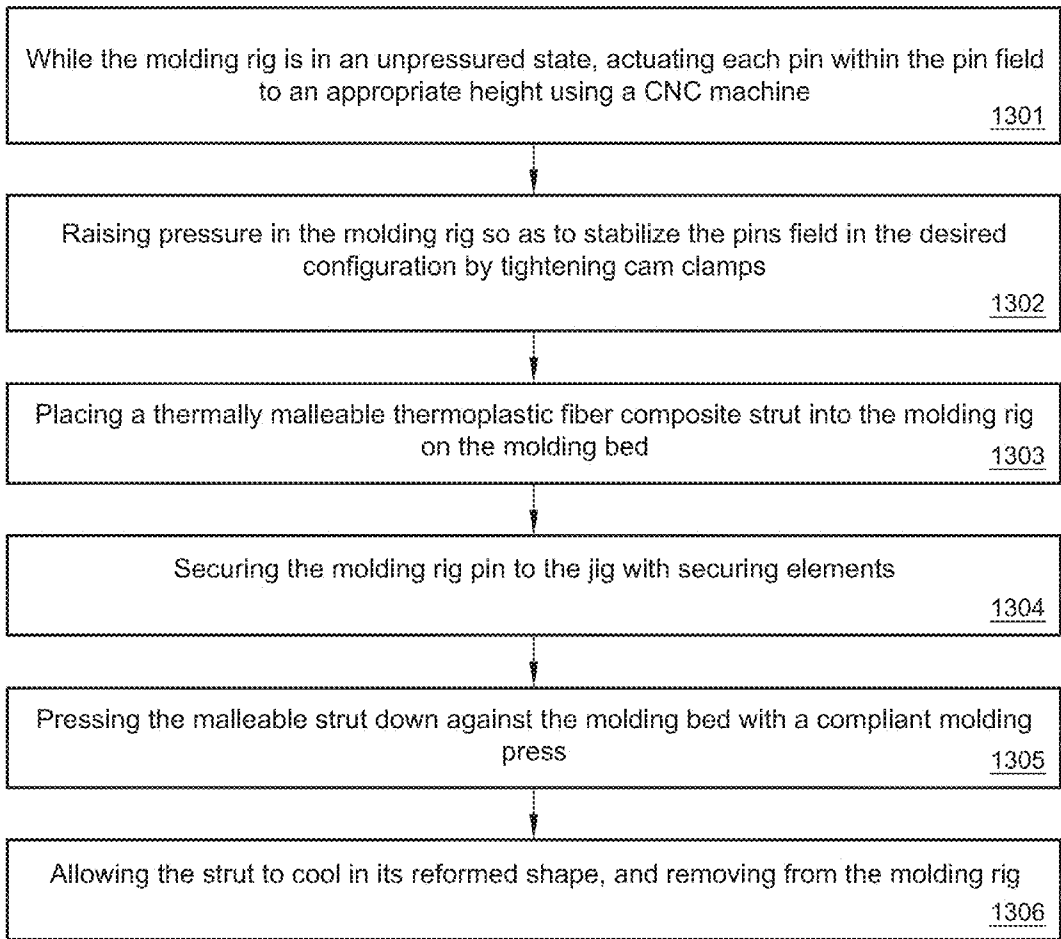 While the molding rig is in an unpressured state, actuating each pin within the pin field
to an appropriate height using a CNC machine
1301
Raising pressure in the molding rig so as to stabilize the pins field in the desired
configuration by tightening cam clamps
1302
Placing a thermally malleable thermoplastic fiber composite strut into the molding rig
on the molding bed
1303
Securing the molding rig pin to the jig with securing elements
1304
Pressing the malleable strut down against the molding bed with a compliant molding
press
1305
Allowing the strut to cool in its reformed shape, and removing from the molding rig
1306